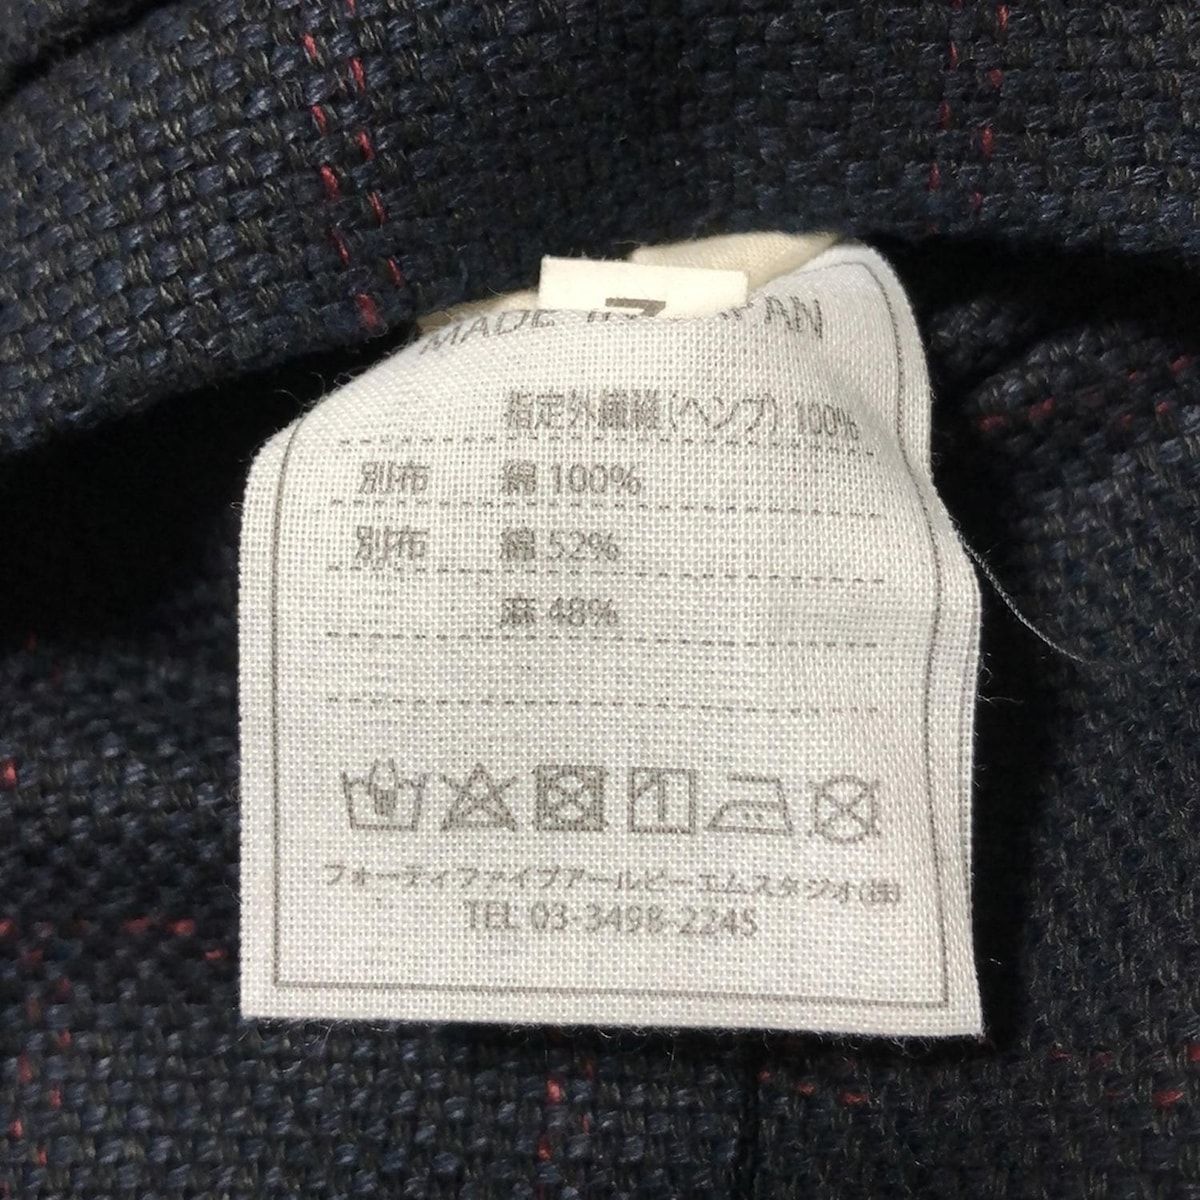 MADE IN JAPAN
指定外繊維(ヘンプ) 100%
別布 綿 100%
別布 綿 52%
麻 48%
フォーティファイブアールピーエムスタジオ(株)
TEL 03-3498-2245